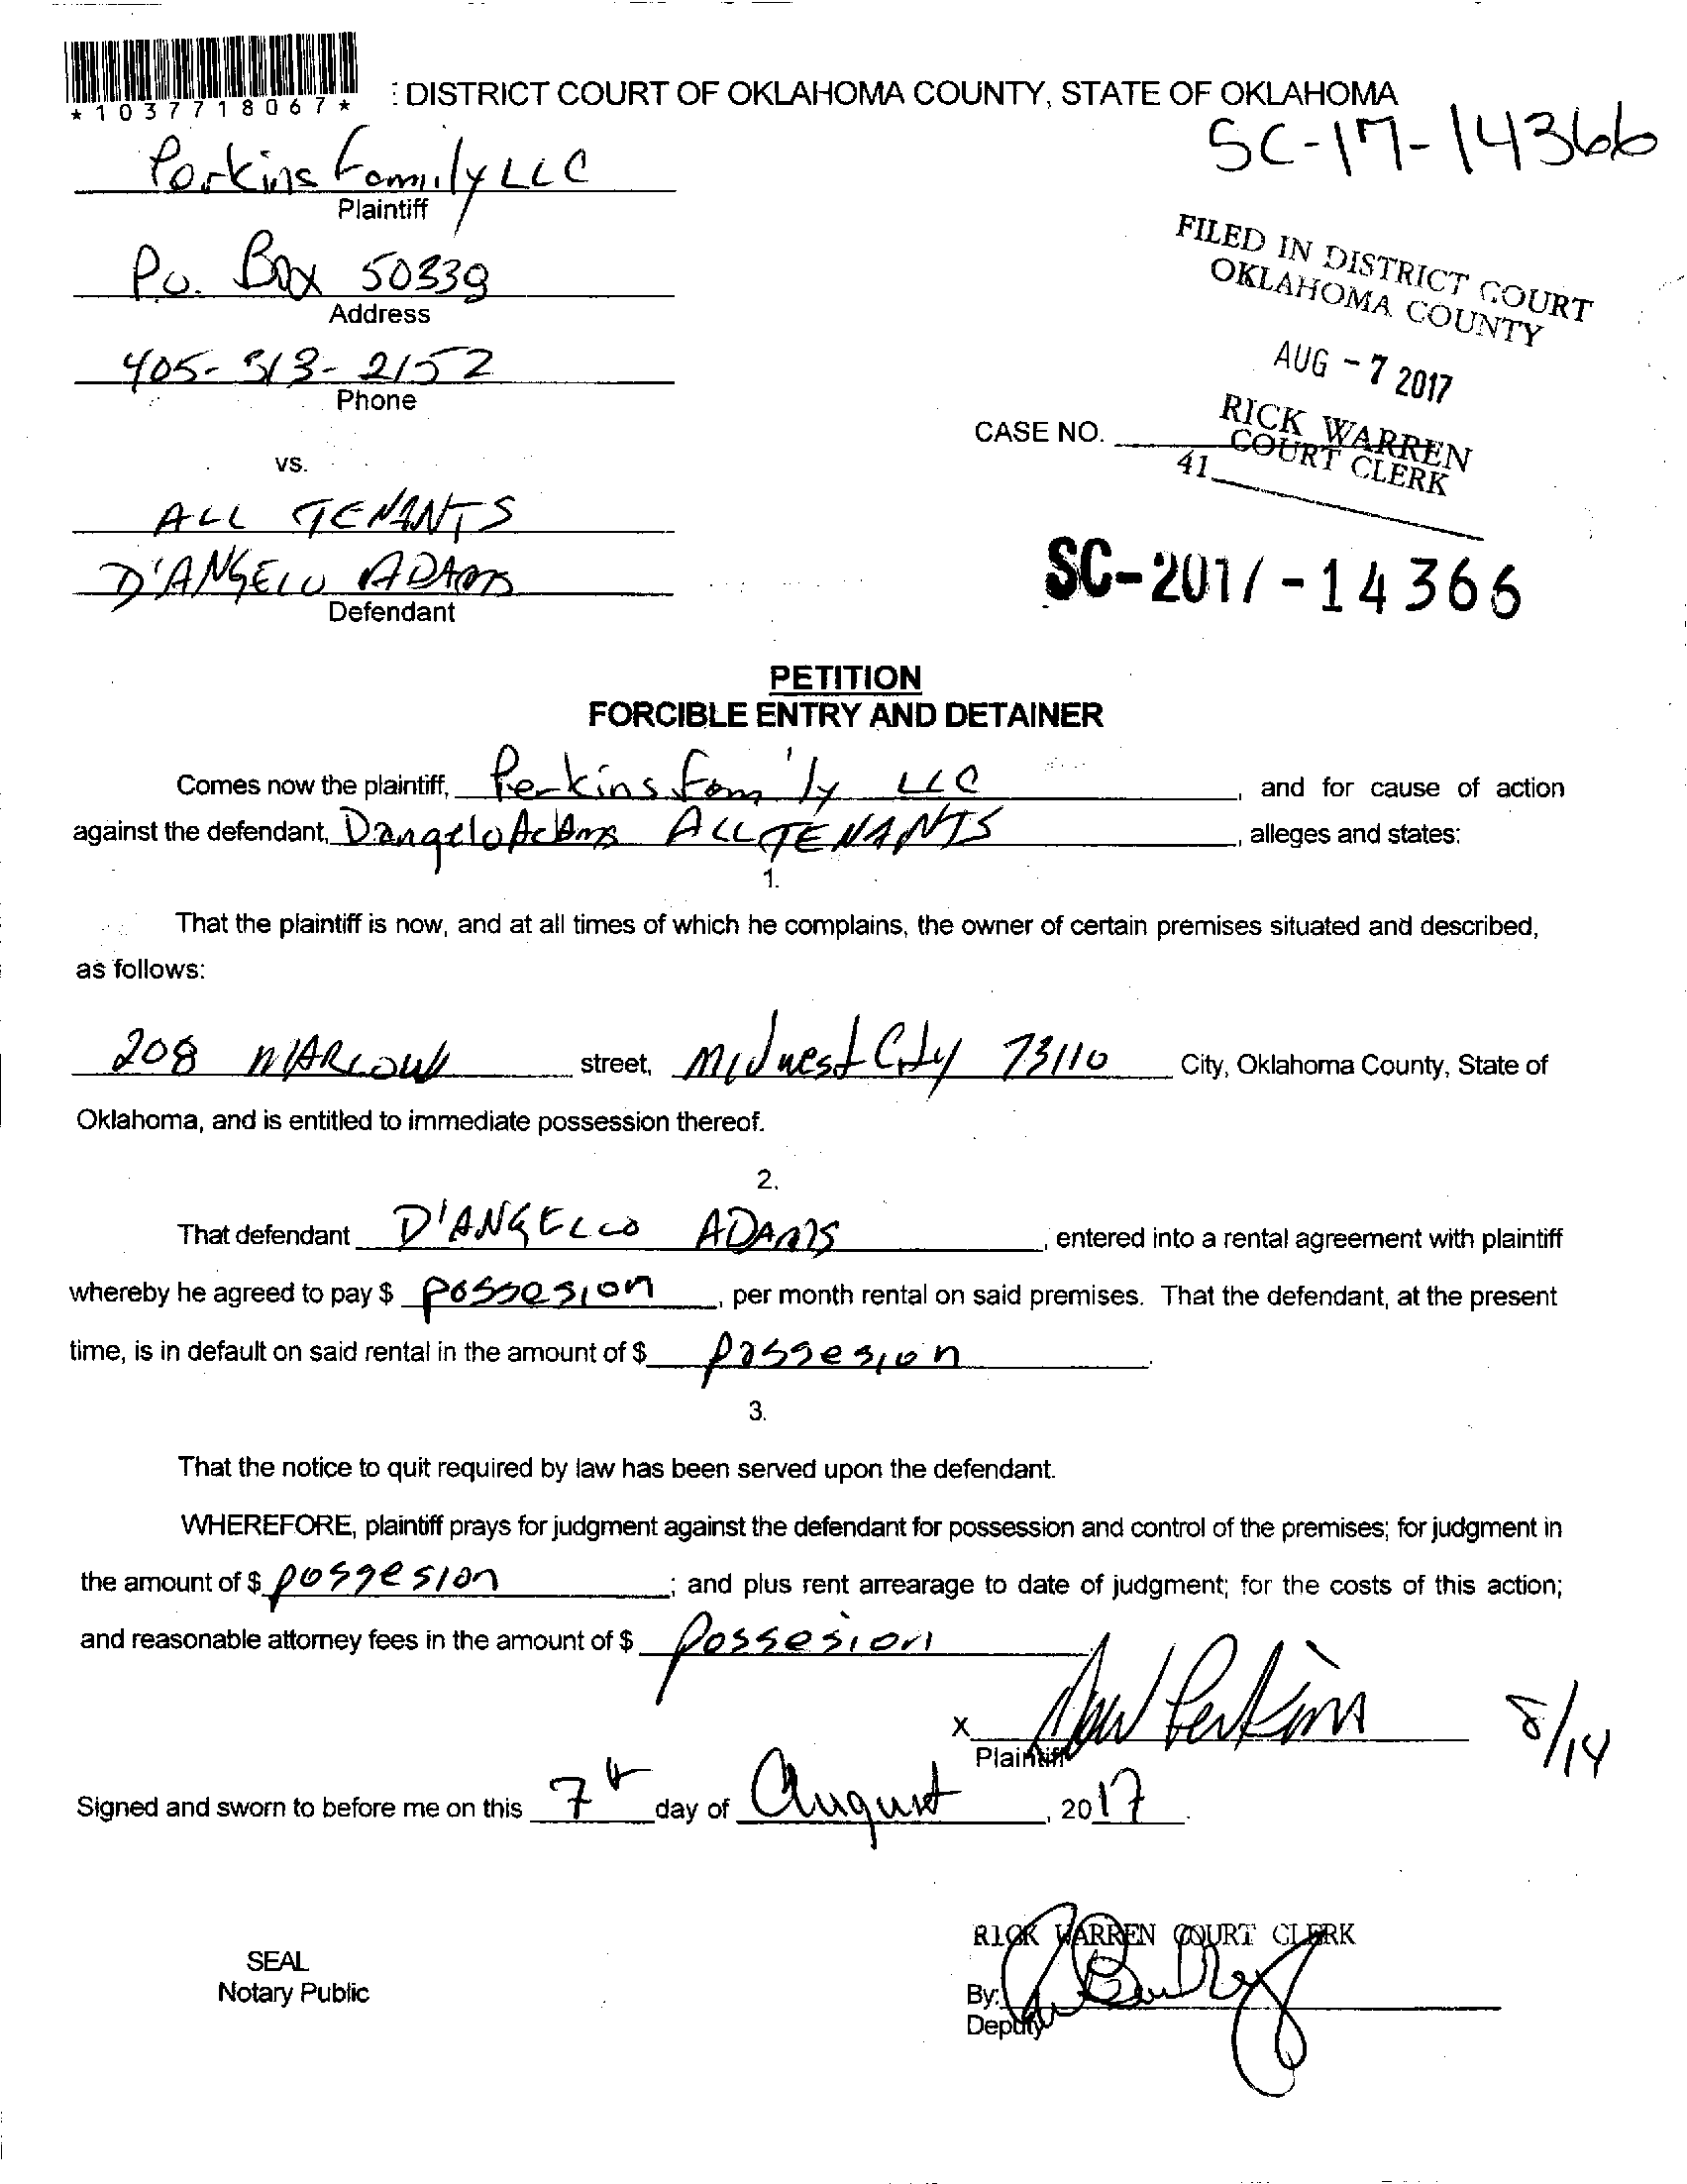 *1037718067*
: DISTRICT COURT OF OKLAHOMA COUNTY, STATE OF OKLAHOMA
SC-17-14366
Perkins Family LLC
Plaintiff
FILED IN DISTRICT COURT
OKLAHOMA COUNTY
P.O. Box 50339
Address
AUG - 7 2017
405- 313- 2152
Phone
RICK WARREN
COURT CLERK
CASE NO.
41
vs.
ALL TENANTS
D'ANGELO ADAMS
Defendant
SC-2017-14366
PETITION
FORCIBLE ENTRY AND DETAINER
Comes now the plaintiff, Perkins Family LLC, and for cause of action
against the defendant, Dangelo Adams ALL TENANTS, alleges and states:
1.
That the plaintiff is now, and at all times of which he complains, the owner of certain premises situated and described,
as follows:
208 MARLOW street, Midwest City 73110 City, Oklahoma County, State of
Oklahoma, and is entitled to immediate possession thereof.
2.
That defendant D'ANGELLO ADAMS, entered into a rental agreement with plaintiff
whereby he agreed to pay $ possesion, per month rental on said premises. That the defendant, at the present
time, is in default on said rental in the amount of $ possesion.
3.
That the notice to quit required by law has been served upon the defendant.
WHEREFORE, plaintiff prays for judgment against the defendant for possession and control of the premises; for judgment in
the amount of $ possesion; and plus rent arrearage to date of judgment; for the costs of this action;
and reasonable attorney fees in the amount of $ Possesion
x Perkins 8/14
Plaintiff
Signed and sworn to before me on this 7th day of August, 2017.
RICK WARREN COURT CLERK
SEAL
Notary Public
By:
Deputy